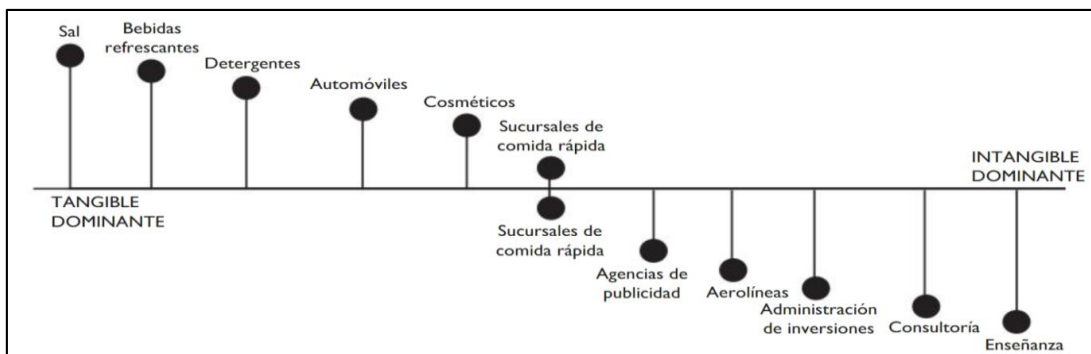 Sal
Bebidas
refrescantes
Detergentes
Automóviles
Cosméticos
Sucursales de
comida rápida
INTANGIBLE
DOMINANTE
TANGIBLE
DOMINANTE
Sucursales de
comida rápida
Agencias de
publicidad
Aerolíneas
Administración
de inversiones
Consultoría
Enseñanza